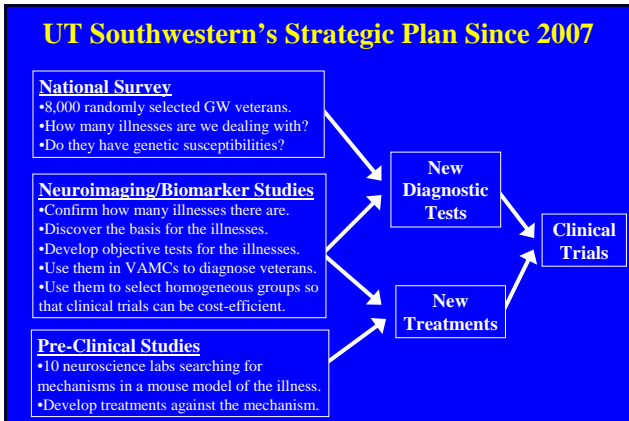 UT Southwestern's Strategic Plan Since 2007
National Survey
•8,000 randomly selected GW veterans.
•How many illnesses are we dealing with?
•Do they have genetic susceptibilities?
Neuroimaging/Biomarker Studies
•Confirm how many illnesses there are.
•Discover the basis for the illnesses.
•Develop objective tests for the illnesses.
•Use them in VAMCs to diagnose veterans.
•Use them to select homogeneous groups so
that clinical trials can be cost-efficient.
Pre-Clinical Studies
•10 neuroscience labs searching for
mechanisms in a mouse model of the illness.
•Develop treatments against the mechanism.
New
Diagnostic
Tests
New
Treatments
Clinical
Trials